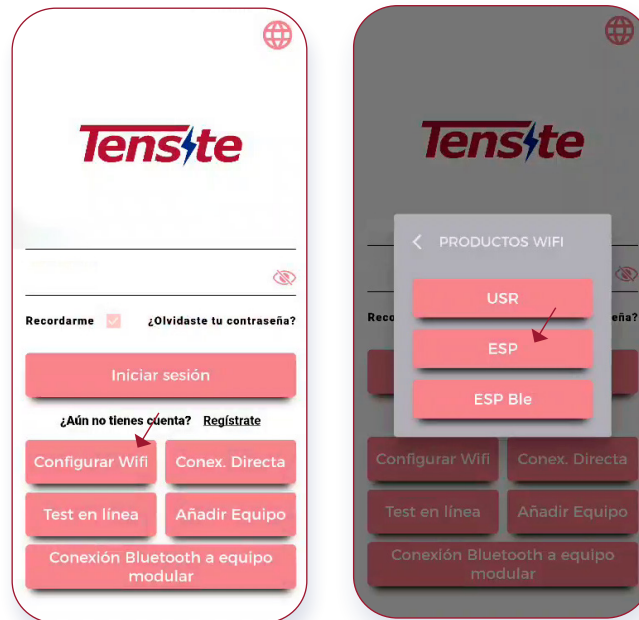 Tensite
Recordarme ¿Olvidaste tu contraseña?
Iniciar sesión
¿Aún no tienes cuenta? Regístrate
Configurar Wifi Conex. Directa
Test en línea Añadir Equipo
Conexión Bluetooth a equipo
modular
Tensite
PRODUCTOS WIFI
USR
Reco eña?
ESP
ESP Ble
Configurar Wifi Conex. Directa
Test en línea Añadir Equipo
Conexión Bluetooth a equipo
modular